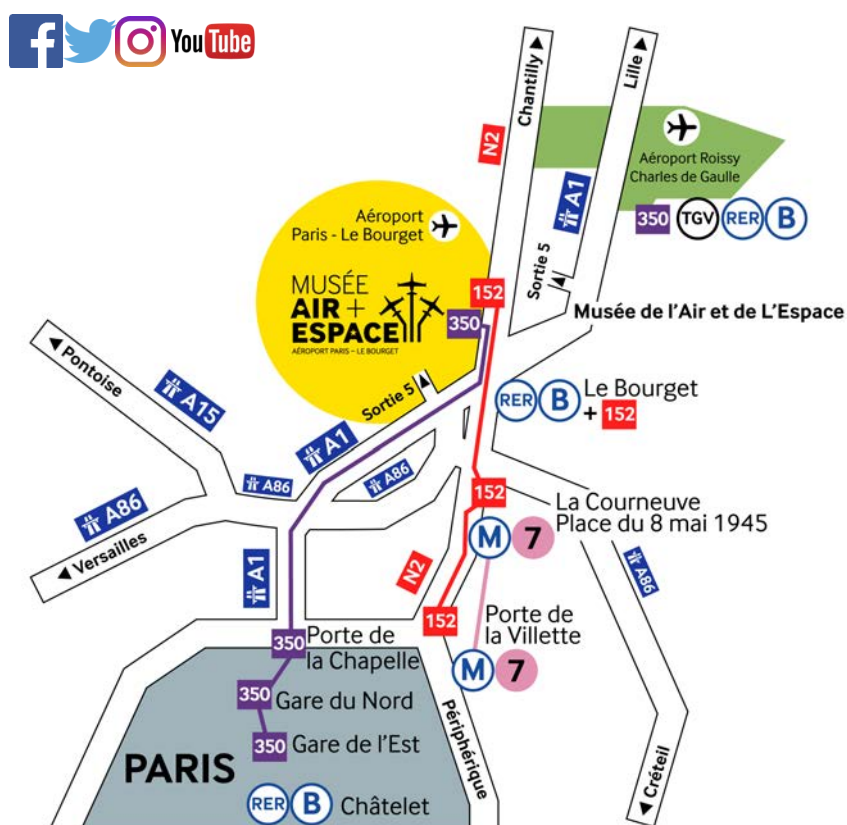 f
You Tube
Chantilly
Lille
N2
A1
Aéroport Roissy
Charles de Gaulle
350 TGV RER B
Aéroport
Paris - Le Bourget
MUSÉE
AIR +
ESPACE
AÉROPORT PARIS – LE BOURGET
152
350
Sortie 5
Musée de l'Air et de L'Espace
Pontoise
A15
Sortie 5
A1
RER B Le Bourget
+ 152
A86
A86
A86
Versailles
152
La Courneuve
Place du 8 mai 1945
M 7
A1
N2
A86
152
Porte de
la Villette
M 7
350 Porte de
la Chapelle
350 Gare du Nord
350 Gare de l'Est
Périphérique
PARIS
Créteil
RER B Châtelet